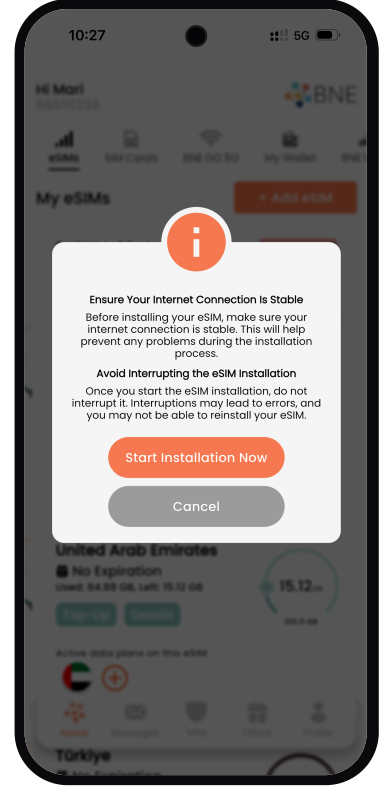 10:27
5G
Hi Mari
BNE
eSIMs
SIM Cards
BNE GO 5G
My Wallet
My eSIMs
+ Add eSIM
Ensure Your Internet Connection Is Stable
Before installing your eSIM, make sure your
internet connection is stable. This will help
prevent any problems during the installation
process.
Avoid Interrupting the eSIM Installation
Once you start the eSIM installation, do not
interrupt it. Interruptions may lead to errors, and
you may not be able to reinstall your eSIM.
Start Installation Now
Cancel
United Arab Emirates
No Expiration
Used: 84.88 GB, Left: 15.12 GB
15.12
Top-Up
Details
100.0 GB
Active data plans on this eSIM
Home
Messages
VPN
Offers
Profile
Türkiye
No Expiration